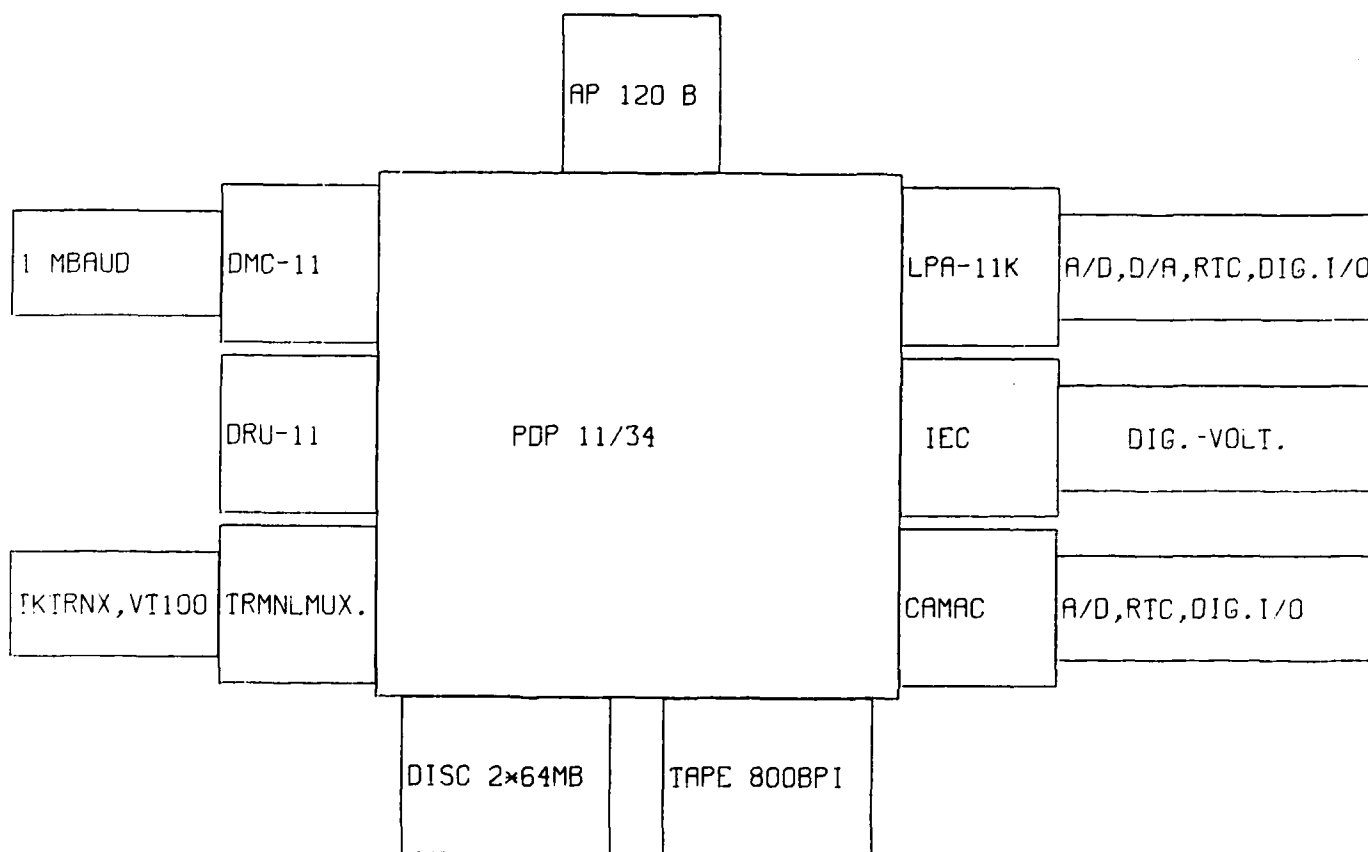 AP 120 B
1 MBAUD
DMC-11
LPA-11K
A/D,D/A,RTC,DIG.I/O
DRU-11
PDP 11/34
IEC
DIG.-VOLT.
TKTRNX,VT100
TRMNLMUX.
CAMAC
A/D,RTC,DIG.I/O
DISC 2*64MB
TAPE 800BPI